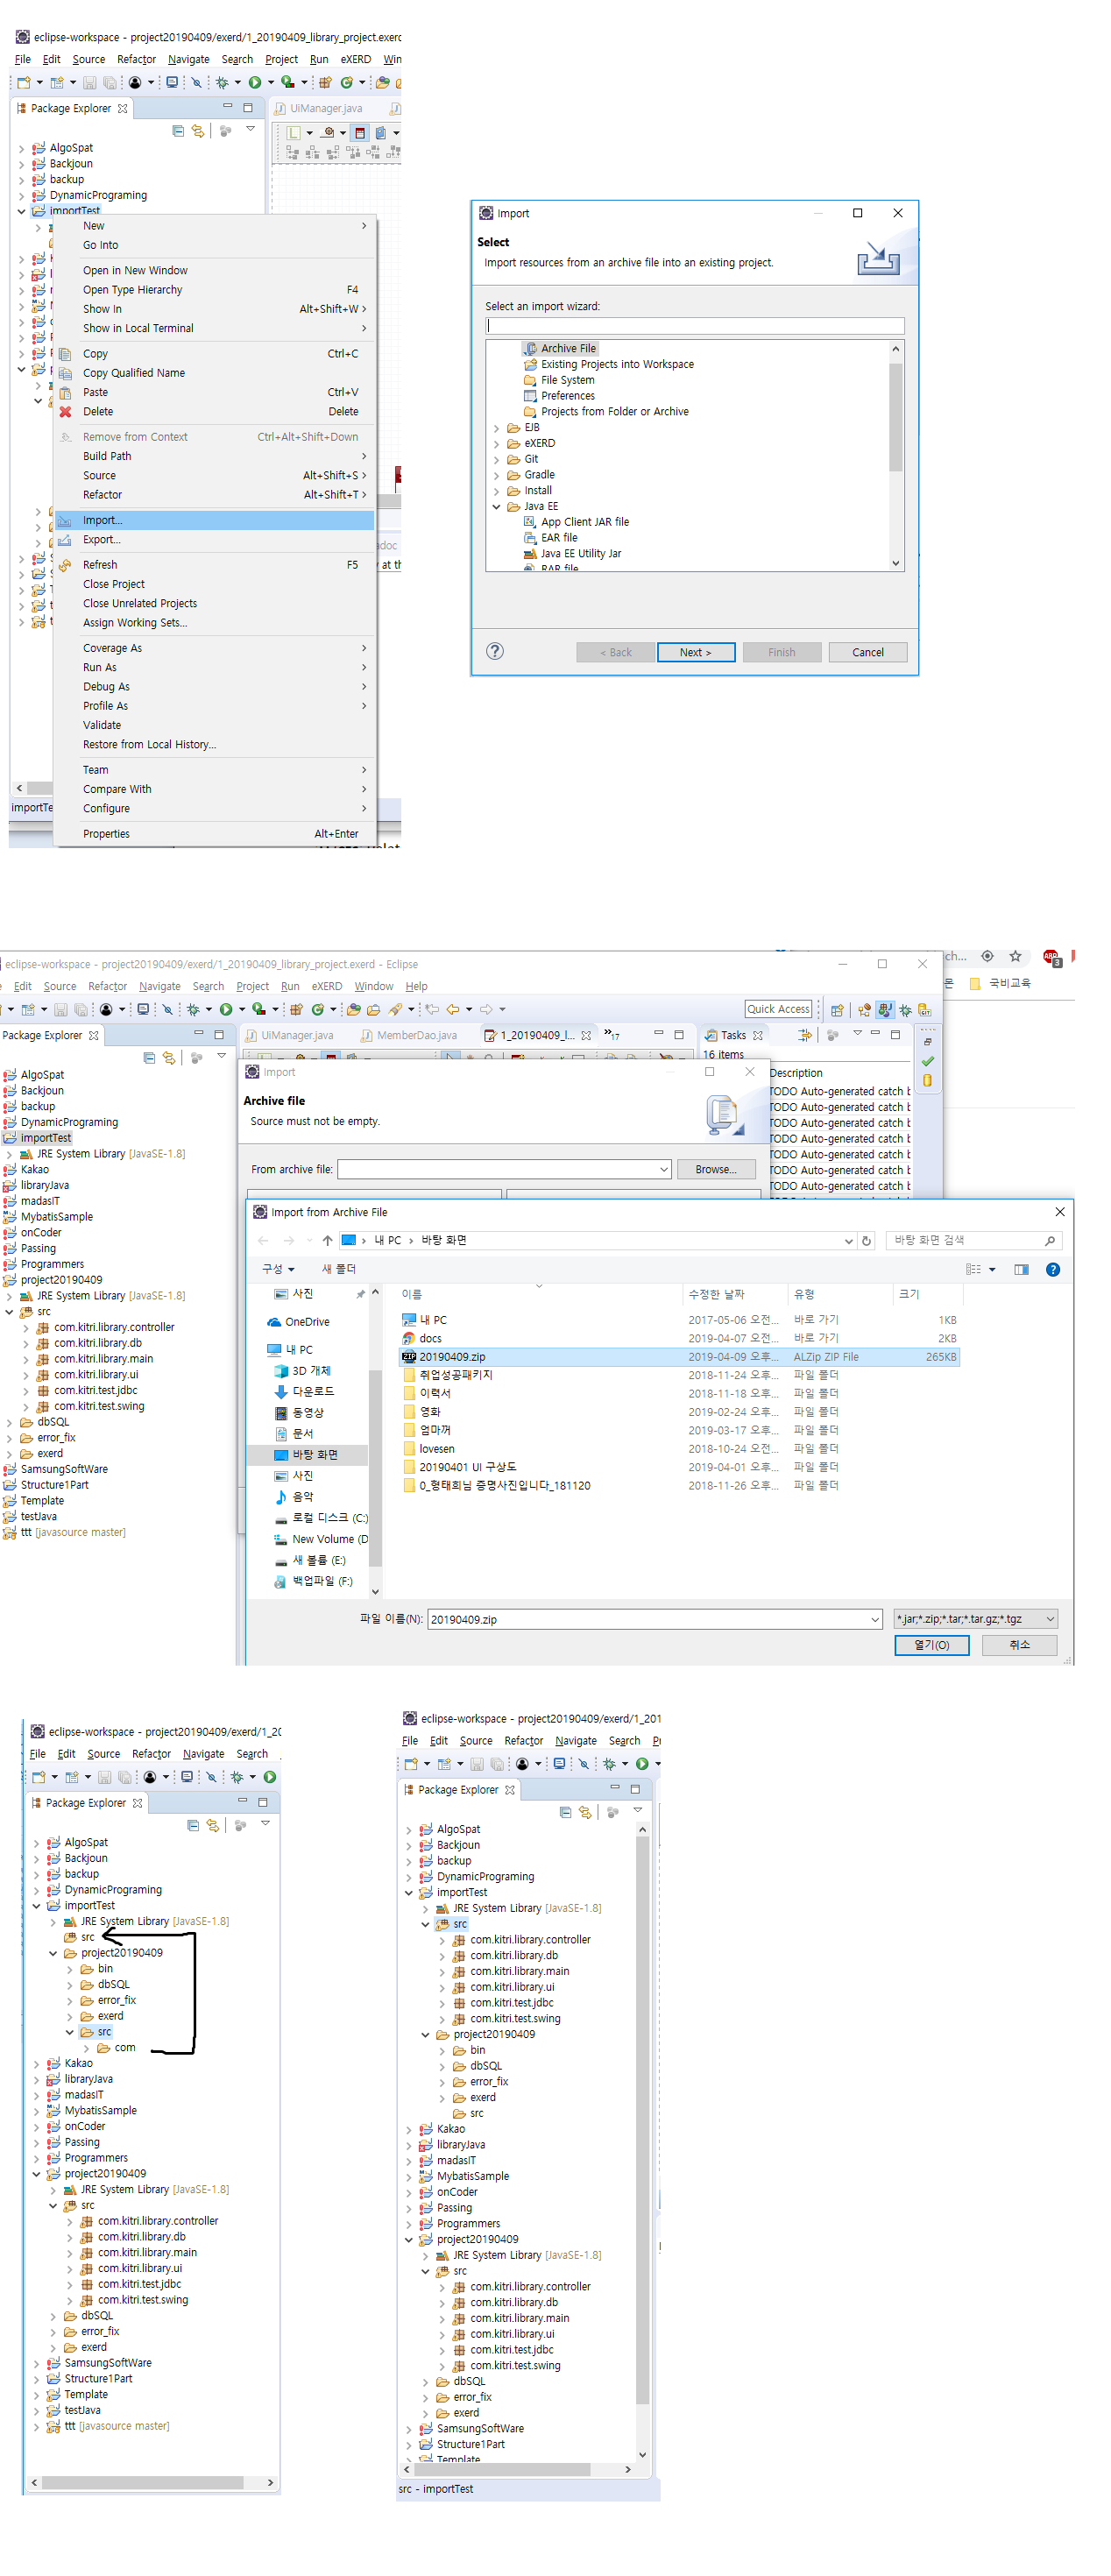 eclipse-workspace - project20190409/exerd/1_20190409_library_project.exerd
File Edit Source Refactor Navigate Search Project Run eXERD
Package Explorer
UiManager.java
AlgoSpat
Backjoun
backup
DynamicPrograming
importTest
New
Go Into
Open in New Window
Open Type Hierarchy F4
Show In Alt+Shift+W
Show in Local Terminal
Copy Ctrl+C
Copy Qualified Name
Paste Ctrl+V
Delete Delete
Remove from Context Ctrl+Alt+Shift+Down
Build Path
Source Alt+Shift+S
Refactor Alt+Shift+T
Import...
Export...
Refresh F5
Close Project
Close Unrelated Projects
Assign Working Sets...
Coverage As
Run As
Debug As
Profile As
Validate
Restore from Local History...
Team
Compare With
Configure
Properties Alt+Enter
adoc
y at th
importTe
Import
Select
Import resources from an archive file into an existing project.
Select an import wizard:
Archive File
Existing Projects into Workspace
File System
Preferences
Projects from Folder or Archive
EJB
eXERD
Git
Gradle
Install
Java EE
App Client JAR file
EAR file
Java EE Utility Jar
RAR file
< Back Next > Finish Cancel
eclipse-workspace - project20190409/exerd/1_20190409_library_project.exerd - Eclipse
Edit Source Refactor Navigate Search Project Run eXERD Window Help
ch...
3
국비교육
Quick Access
Package Explorer
UiManager.java MemberDao.java 1_20190409_l... »17
Tasks
16 items
Description
TODO Auto-generated catch b
TODO Auto-generated catch b
TODO Auto-generated catch b
TODO Auto-generated catch b
TODO Auto-generated catch b
TODO Auto-generated catch b
TODO Auto-generated catch b
AlgoSpat
Backjoun
backup
DynamicPrograming
importTest
JRE System Library [JavaSE-1.8]
Kakao
libraryJava
madasIT
MybatisSample
onCoder
Passing
Programmers
project20190409
JRE System Library [JavaSE-1.8]
src
com.kitri.library.controller
com.kitri.library.db
com.kitri.library.main
com.kitri.library.ui
com.kitri.test.jdbc
com.kitri.test.swing
dbSQL
error_fix
exerd
SamsungSoftWare
Structure1Part
Template
testJava
ttt [javasource master]
Import
Archive file
Source must not be empty.
From archive file: Browse...
Import from Archive File
내 PC › 바탕 화면
바탕 화면 검색
구성 새 폴더
사진
OneDrive
내 PC
3D 개체
다운로드
동영상
문서
바탕 화면
사진
음악
로컬 디스크 (C:)
New Volume (D
새 볼륨 (E:)
백업파일 (F:)
이름 수정한 날짜 유형 크기
내 PC 2017-05-06 오전... 바로 가기 1KB
docs 2019-04-07 오후... 바로 가기 2KB
20190409.zip 2019-04-09 오후... ALZip ZIP File 265KB
취업성공패키지 2018-11-24 오후... 파일 폴더
이력서 2018-11-18 오후... 파일 폴더
영화 2019-02-24 오후... 파일 폴더
엄마꺼 2019-03-17 오후... 파일 폴더
lovesen 2018-10-24 오전... 파일 폴더
20190401 UI 구상도 2019-04-01 오후... 파일 폴더
0_형태희님 증명사진입니다_181120 2018-11-26 오후... 파일 폴더
파일 이름(N): 20190409.zip *.jar;*.zip;*.tar;*.tar.gz;*.tgz
열기(O) 취소
eclipse-workspace - project20190409/exerd/1_201
File Edit Source Refactor Navigate Search
Package Explorer
AlgoSpat
Backjoun
backup
DynamicPrograming
importTest
JRE System Library [JavaSE-1.8]
src
project20190409
bin
dbSQL
error_fix
exerd
src
com
Kakao
libraryJava
madasIT
MybatisSample
onCoder
Passing
Programmers
project20190409
JRE System Library [JavaSE-1.8]
src
com.kitri.library.controller
com.kitri.library.db
com.kitri.library.main
com.kitri.library.ui
com.kitri.test.jdbc
com.kitri.test.swing
dbSQL
error_fix
exerd
SamsungSoftWare
Structure1Part
Template
testJava
ttt [javasource master]
eclipse-workspace - project20190409/exerd/1_201
File Edit Source Refactor Navigate Search Pr
Package Explorer
AlgoSpat
Backjoun
backup
DynamicPrograming
importTest
JRE System Library [JavaSE-1.8]
src
com.kitri.library.controller
com.kitri.library.db
com.kitri.library.main
com.kitri.library.ui
com.kitri.test.jdbc
com.kitri.test.swing
project20190409
bin
dbSQL
error_fix
exerd
src
Kakao
libraryJava
madasIT
MybatisSample
onCoder
Passing
Programmers
project20190409
JRE System Library [JavaSE-1.8]
src
com.kitri.library.controller
com.kitri.library.db
com.kitri.library.main
com.kitri.library.ui
com.kitri.test.jdbc
com.kitri.test.swing
dbSQL
error_fix
exerd
SamsungSoftWare
Structure1Part
Template
src - importTest